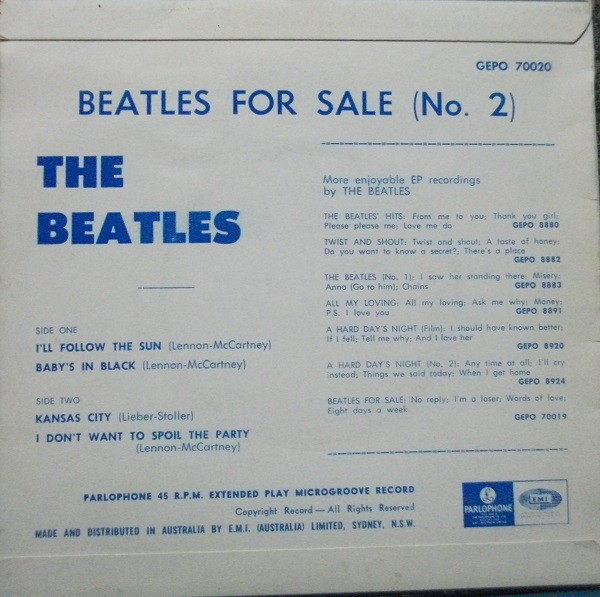 GEPO 70020
BEATLES FOR SALE (No. 2)
THE
BEATLES
SIDE ONE
I'LL FOLLOW THE SUN (Lennon-McCartney)
BABY'S IN BLACK (Lennon-McCartney)
SIDE TWO
KANSAS CITY (Lieber-Stoller)
I DON'T WANT TO SPOIL THE PARTY
(Lennon-McCartney)
More enjoyable EP recordings
by THE BEATLES
THE BEATLES' HITS: From me to you; Thank you girl;
Please please me; Love me do GEPO 8880
TWIST AND SHOUT: Twist and shout; A taste of honey;
Do you want to know a secret?; There's a place
GEPO 8882
THE BEATLES (No. 1): I saw her standing there; Misery;
Anna (Go to him); Chains GEPO 8883
ALL MY LOVING: All my loving; Ask me why; Money;
P.S. I love you GEPO 8891
A HARD DAY'S NIGHT (Film): I should have known better;
If I fell; Tell me why; And I love her
GEPO 8920
A HARD DAY'S NIGHT (No. 2): Any time at all; I'll cry
instead; Things we said today; When I get home
GEPO 8924
BEATLES FOR SALE: No reply; I'm a loser; Words of love;
Eight days a week
GEPO 70019
PARLOPHONE 45 R.P.M. EXTENDED PLAY MICROGROOVE RECORD
Copyright Record — All Rights Reserved
MADE AND DISTRIBUTED IN AUSTRALIA BY E.M.I. (AUSTRALIA) LIMITED, SYDNEY, N.S.W.
PARLOPHONE
EMI